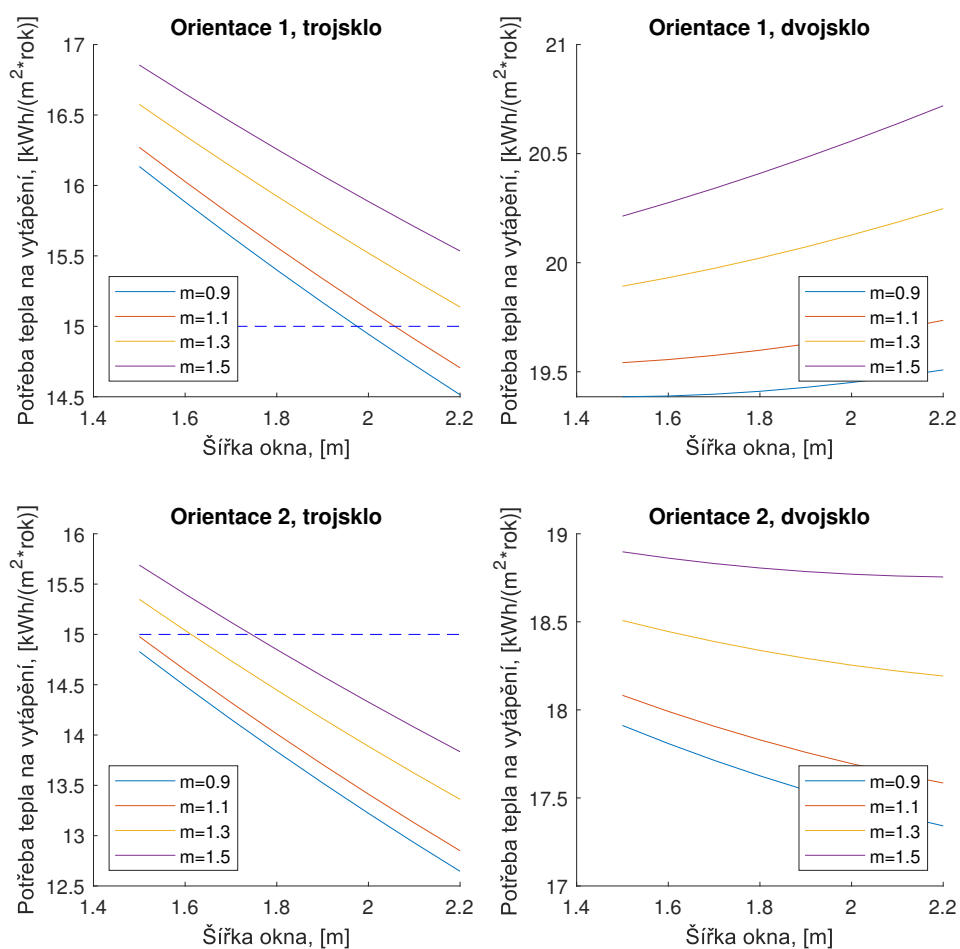 Orientace 1, trojsklo
Potřeba tepla na vytápění, [kWh/(m²*rok)]
17
16.5
16
15.5
15
14.5
1.4
1.6
1.8
2
2.2
Šířka okna, [m]
m=0.9
m=1.1
m=1.3
m=1.5
Orientace 1, dvojsklo
Potřeba tepla na vytápění, [kWh/(m²*rok)]
21
20.5
20
19.5
1.4
1.6
1.8
2
2.2
Šířka okna, [m]
m=0.9
m=1.1
m=1.3
m=1.5
Orientace 2, trojsklo
Potřeba tepla na vytápění, [kWh/(m²*rok)]
16
15.5
15
14.5
14
13.5
13
12.5
1.4
1.6
1.8
2
2.2
Šířka okna, [m]
m=0.9
m=1.1
m=1.3
m=1.5
Orientace 2, dvojsklo
Potřeba tepla na vytápění, [kWh/(m²*rok)]
19
18.5
18
17.5
17
1.4
1.6
1.8
2
2.2
Šířka okna, [m]
m=0.9
m=1.1
m=1.3
m=1.5